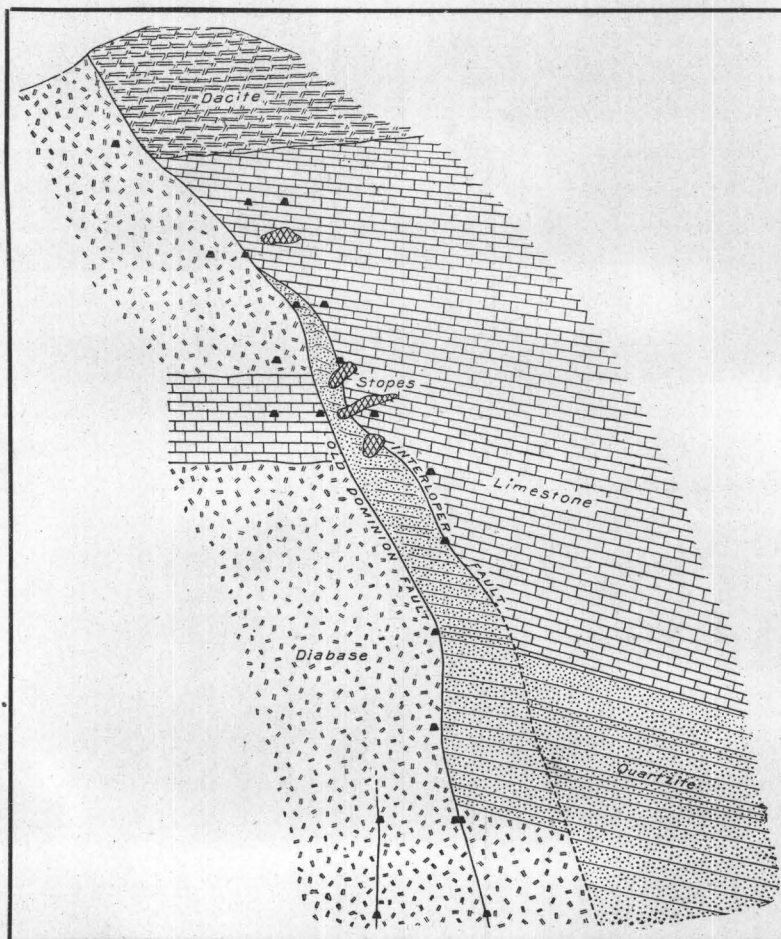 Dacite
Stopes
OLD DOMINION FAULT
INTERLOPER FAULT
Limestone
Diabase
Quartzite